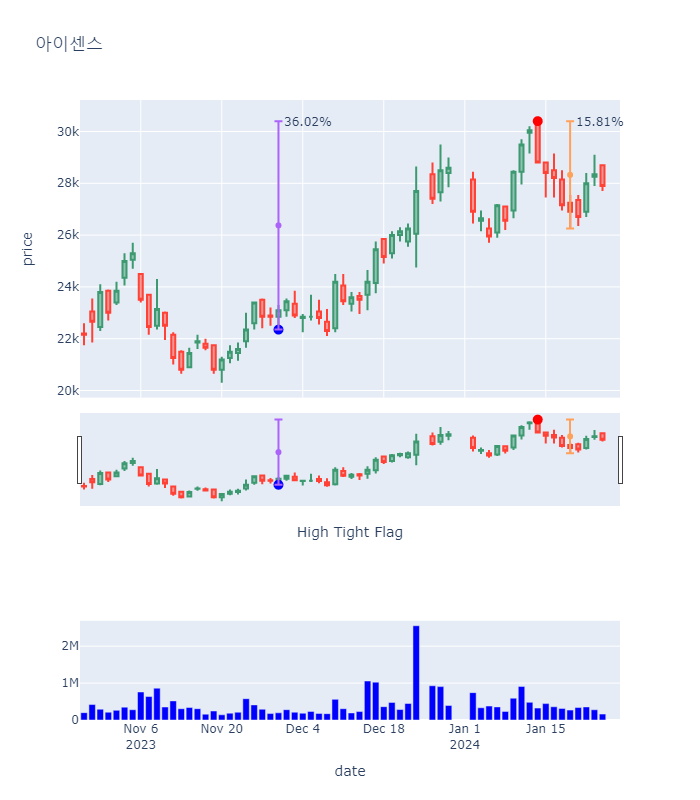 아이센스
30k
28k
26k
24k
22k
20k
price
36.02%
15.81%
High Tight Flag
2M
1M
0
Nov 6
2023
Nov 20
Dec 4
Dec 18
Jan 1
2024
Jan 15
date